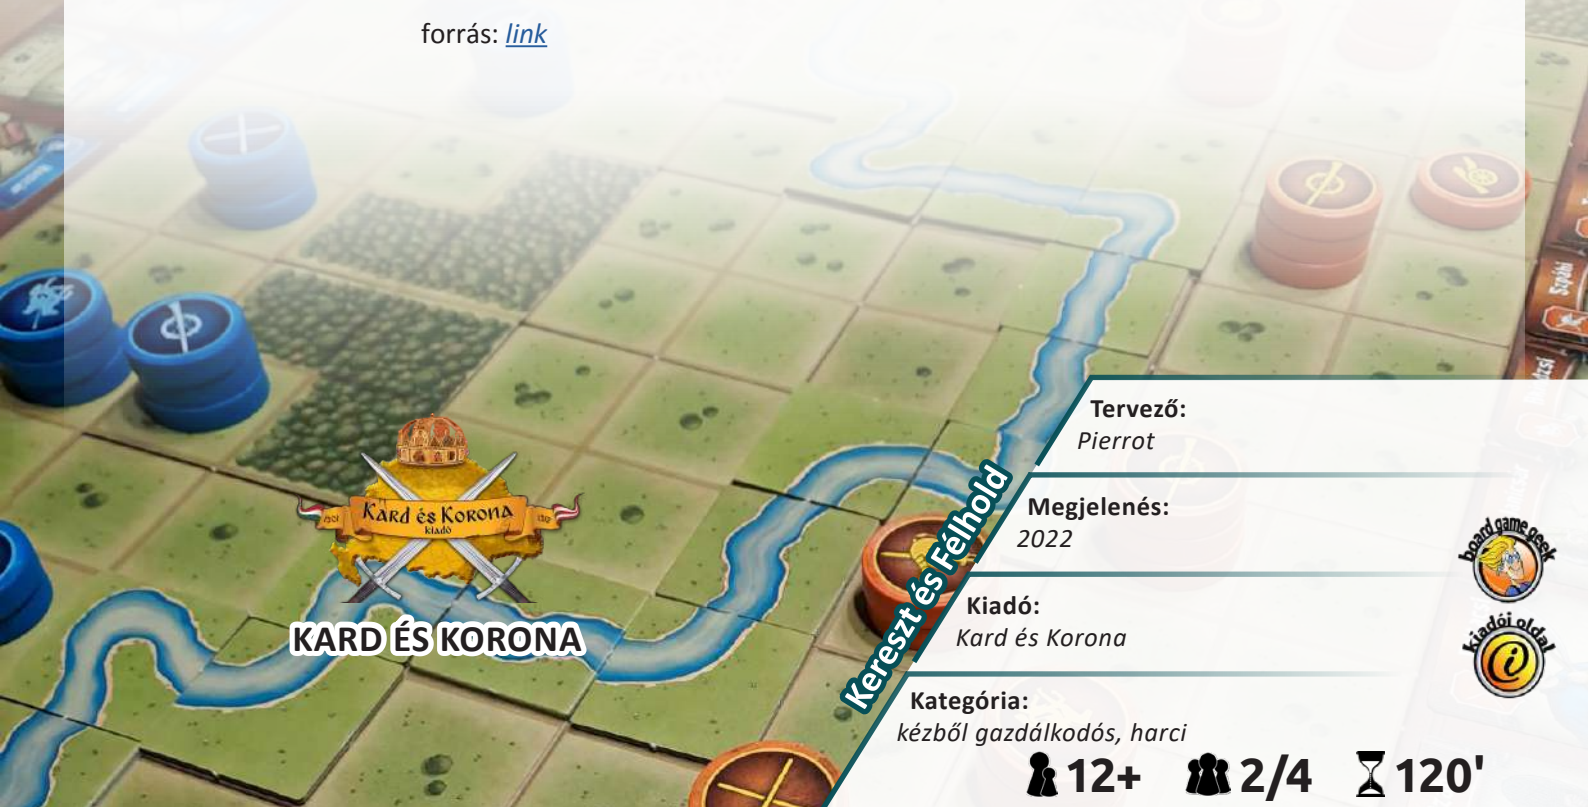 forrás: link
Szpáhi
Kard és Korona
kiadó
KARD ÉS KORONA
Kereszt és Félhold
Tervező:
Pierrot
Megjelenés:
2022
Kiadó:
Kard és Korona
Kategória:
kézből gazdálkodós, harci
board game geek
kiadói oldal
12+
2/4
120'